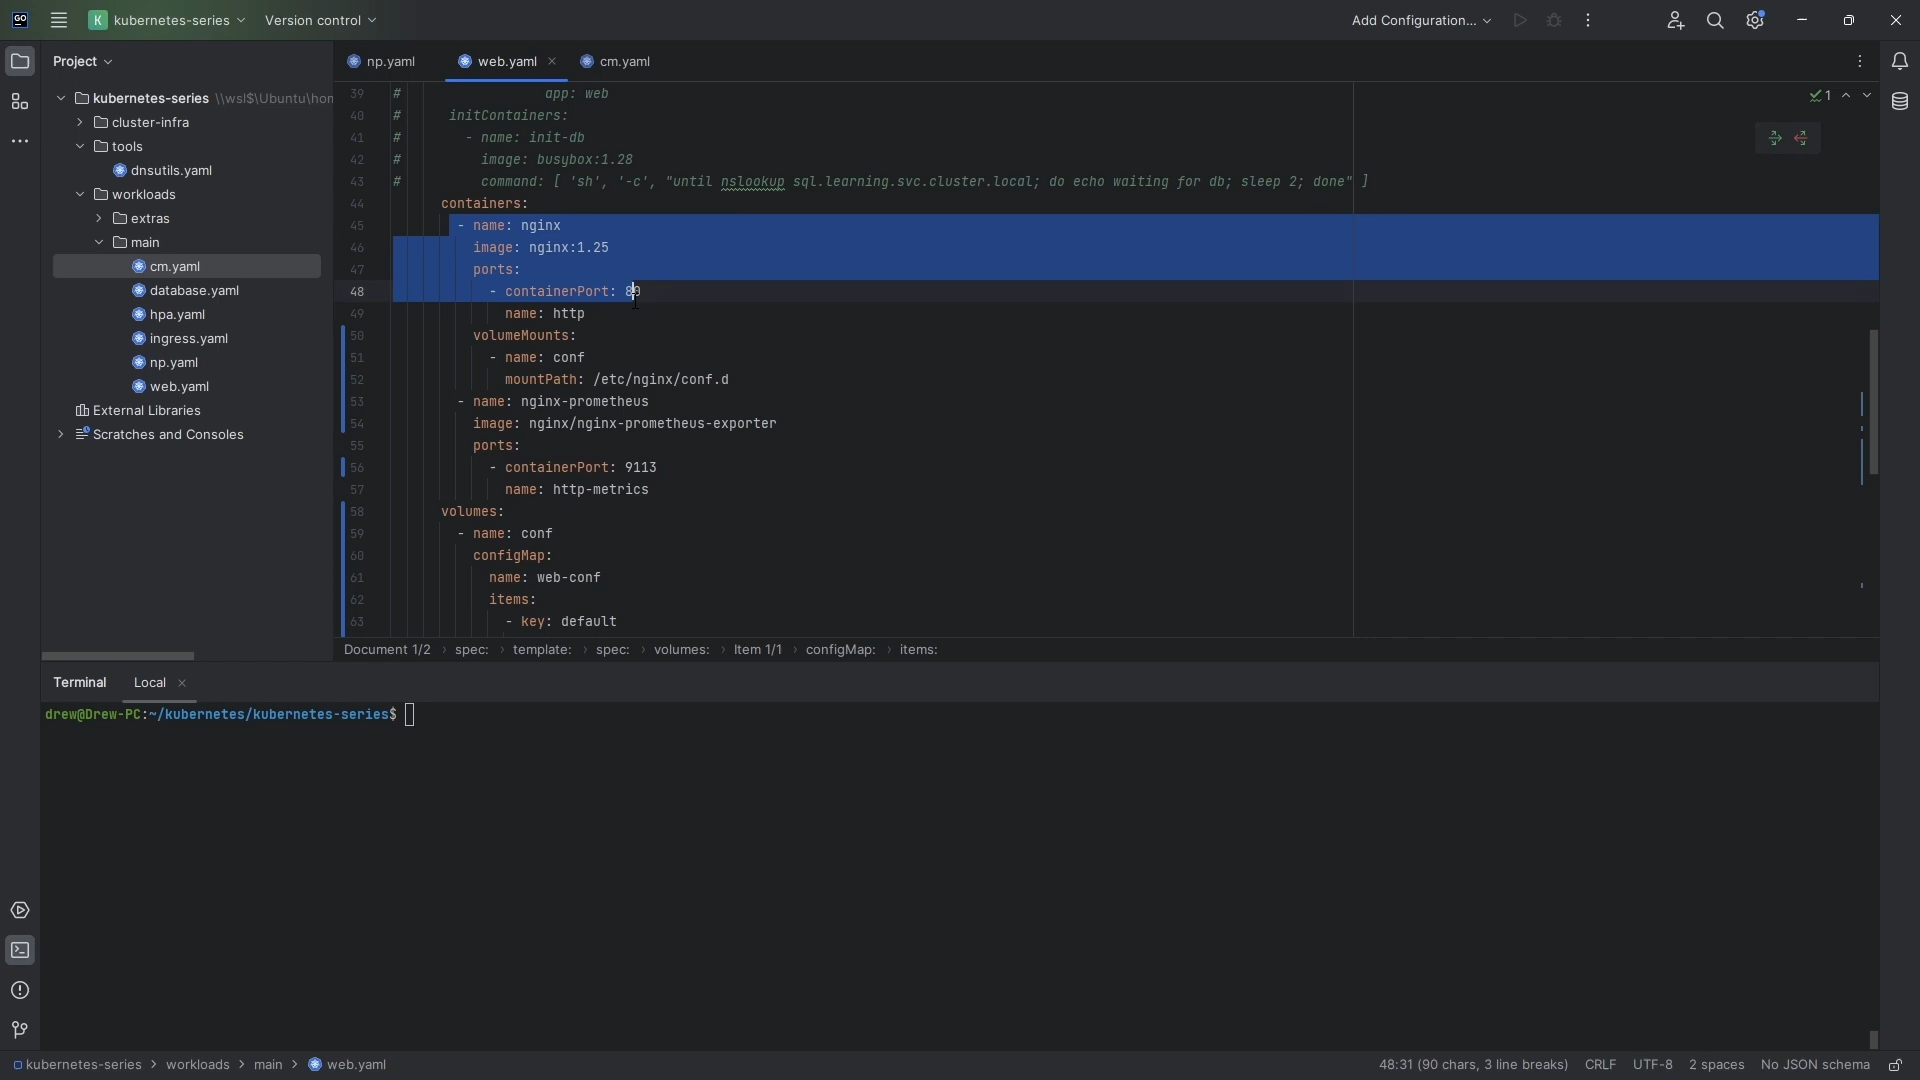 GO
K kubernetes-series
Version control
Add Configuration...
Project
np.yaml
web.yaml
cm.yaml
kubernetes-series \\wsl$\Ubuntu\hom
cluster-infra
tools
dnsutils.yaml
workloads
extras
main
cm.yaml
database.yaml
hpa.yaml
ingress.yaml
np.yaml
web.yaml
External Libraries
Scratches and Consoles
1
39 # app: web
40 # initContainers:
41 # - name: init-db
42 # image: busybox:1.28
43 # command: [ 'sh', '-c', "until nslookup sql.learning.svc.cluster.local; do echo waiting for db; sleep 2; done" ]
44 containers:
45 - name: nginx
46 image: nginx:1.25
47 ports:
48 - containerPort: 80
49 name: http
50 volumeMounts:
51 - name: conf
52 mountPath: /etc/nginx/conf.d
53 - name: nginx-prometheus
54 image: nginx/nginx-prometheus-exporter
55 ports:
56 - containerPort: 9113
57 name: http-metrics
58 volumes:
59 - name: conf
60 configMap:
61 name: web-conf
62 items:
63 - key: default
Document 1/2 › spec: › template: › spec: › volumes: › Item 1/1 › configMap: › items:
Terminal
Local
drew@Drew-PC:~/kubernetes/kubernetes-series$
kubernetes-series > workloads > main > web.yaml
48:31 (90 chars, 3 line breaks)
CRLF
UTF-8
2 spaces
No JSON schema